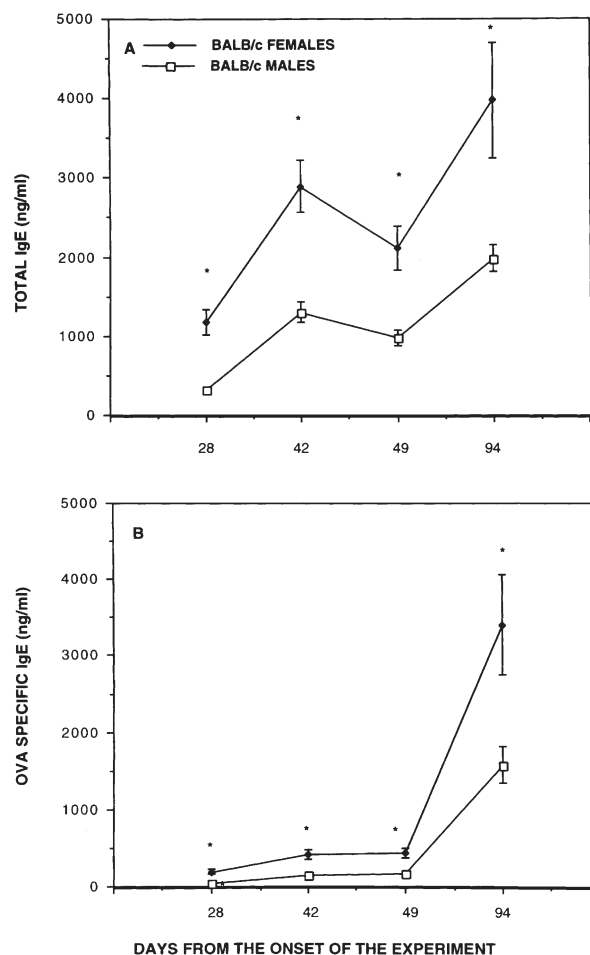 5000
A
BALB/c FEMALES
BALB/c MALES
*
4000
*
*
3000
TOTAL IgE (ng/ml)
2000
*
1000
0
28 42 49 94
5000
B
*
4000
3000
OVA SPECIFIC IgE (ng/ml)
2000
1000
* * *
0
28 42 49 94
DAYS FROM THE ONSET OF THE EXPERIMENT